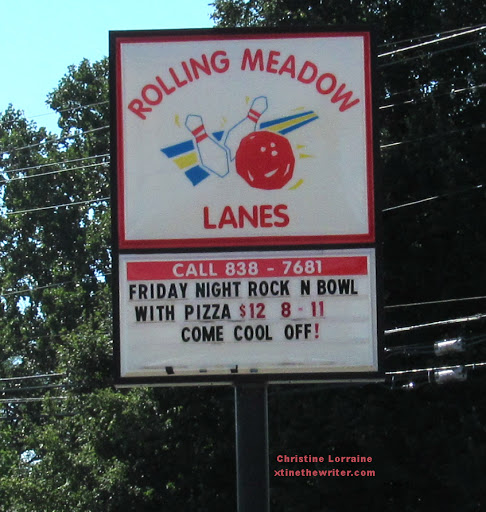 ROLLING MEADOW
LANES
CALL 838 - 7681
FRIDAY NIGHT ROCK N BOWL
WITH PIZZA $12 8 - 11
COME COOL OFF!
Christine Lorraine
xtinethewriter.com